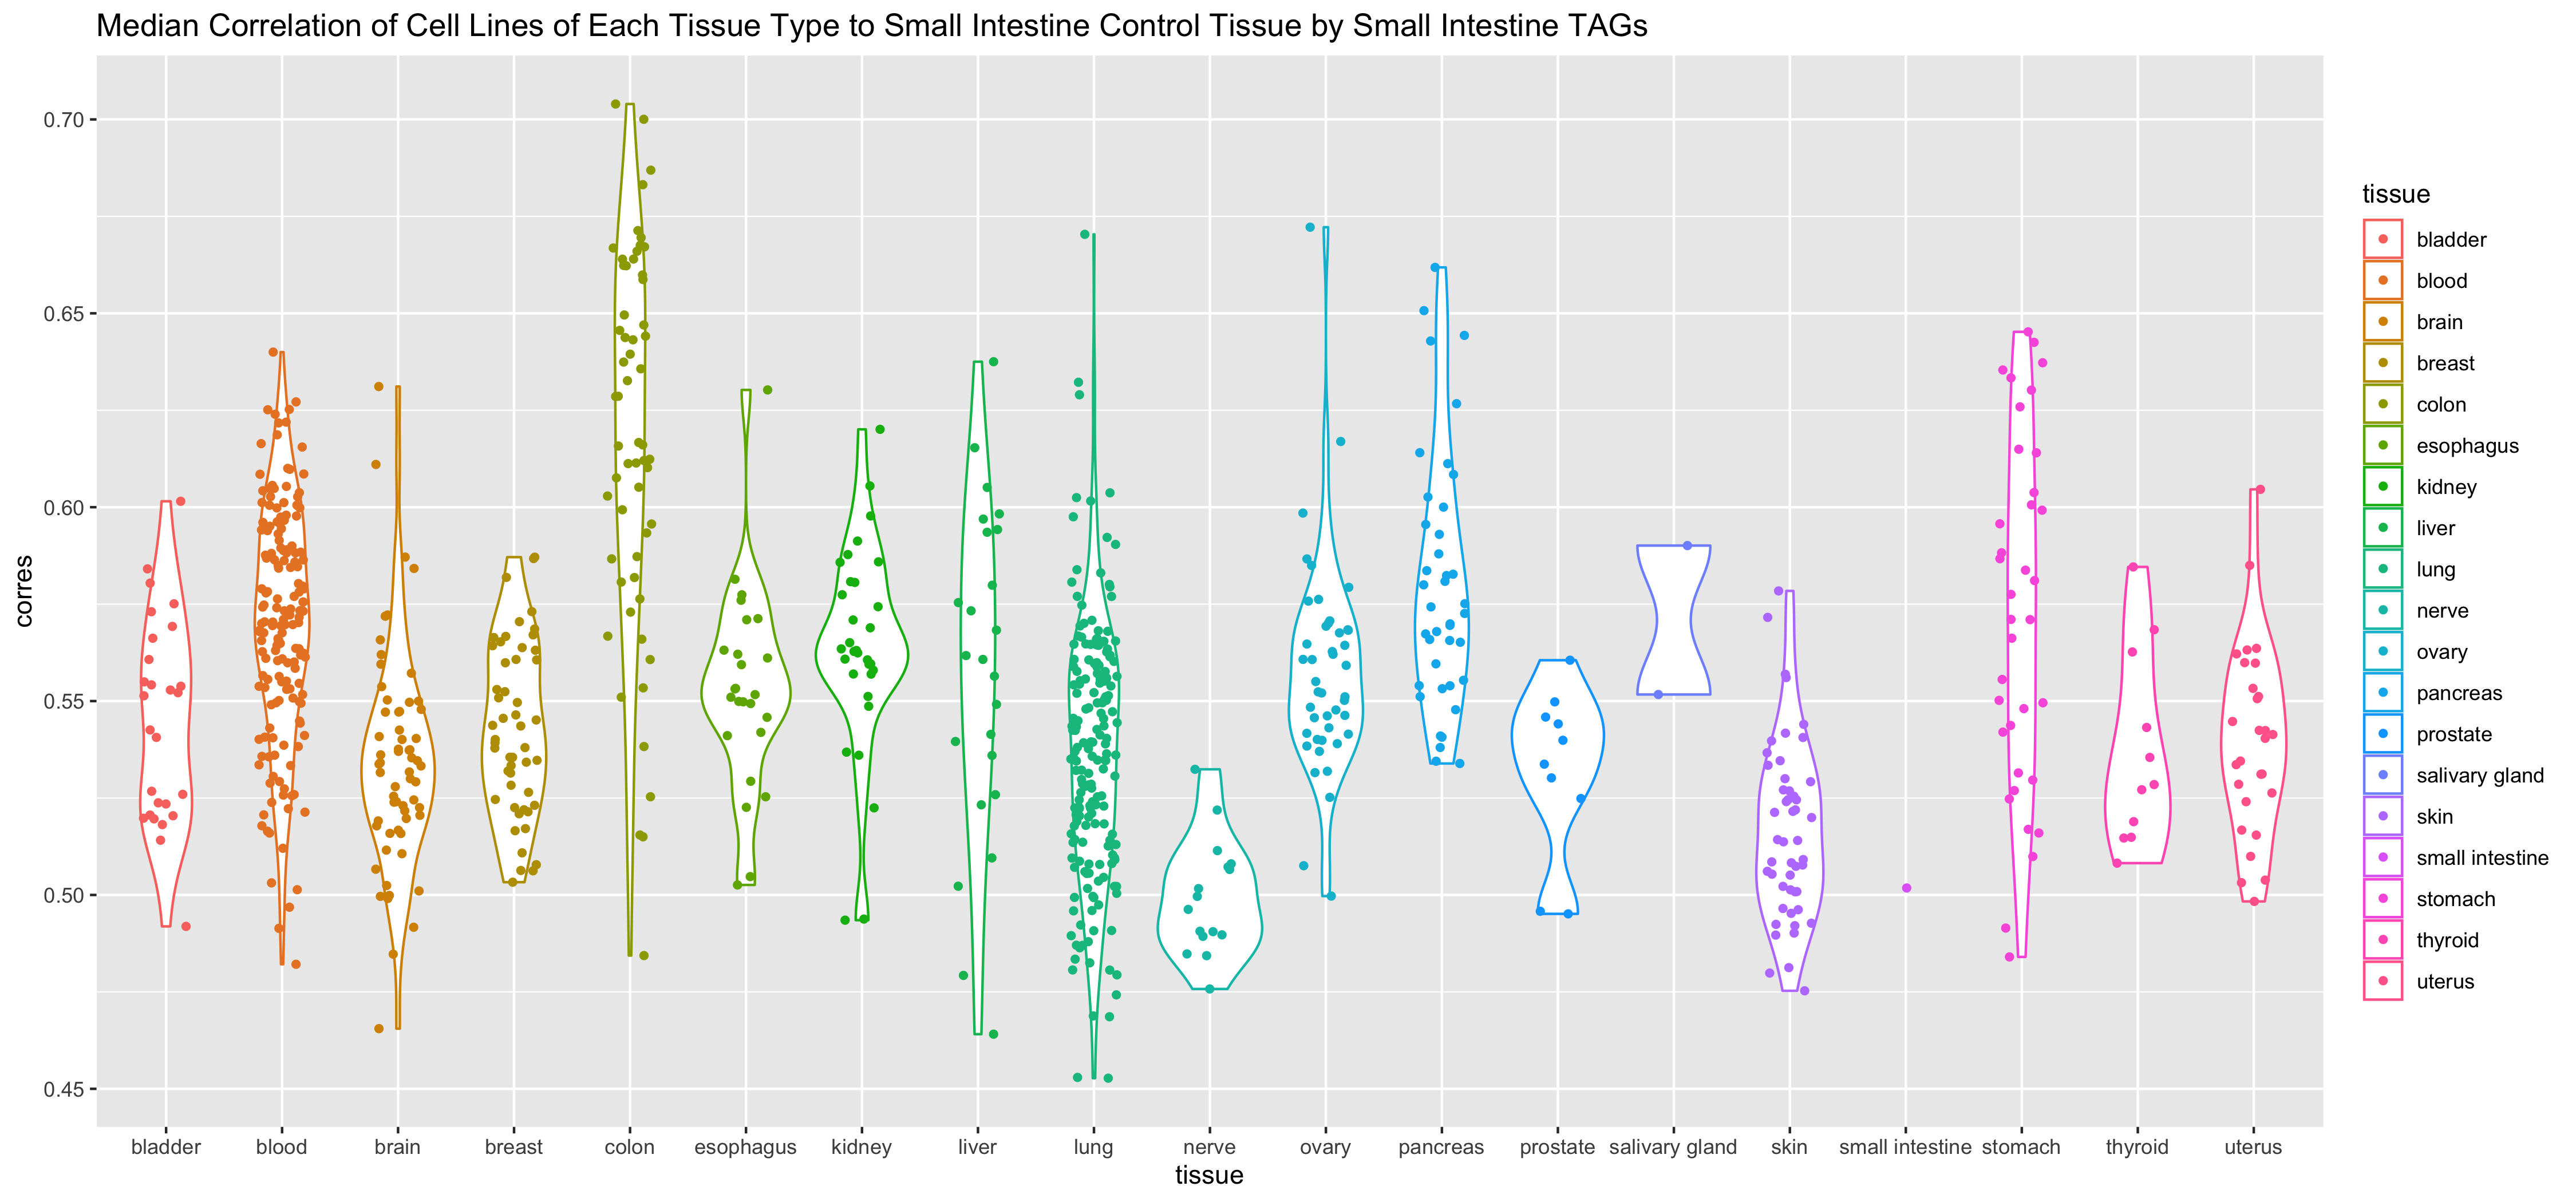 Median Correlation of Cell Lines of Each Tissue Type to Small Intestine Control Tissue by Small Intestine TAGs
corres
0.70
0.65
0.60
0.55
0.50
0.45
bladder blood brain breast colon esophagus kidney liver lung nerve ovary pancreas prostate salivary gland skin small intestine stomach thyroid uterus
tissue
tissue
bladder
blood
brain
breast
colon
esophagus
kidney
liver
lung
nerve
ovary
pancreas
prostate
salivary gland
skin
small intestine
stomach
thyroid
uterus